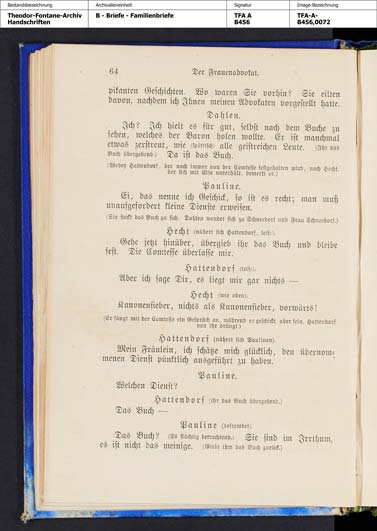 Bestandsbezeichnung
Theodor-Fontane-Archiv
Handschriften
Archivalieneinheit
B - Briefe - Familienbriefe
Signatur
TFA A
B456
Image-Bezeichnung
TFA-A-
B456,0072
64 Der Frauenadvokat.
pikanten Geschichten. Wo waren Sie vorhin? Sie eilten
davon, nachdem ich Ihnen meinen Advokaten vorgestellt hatte.
Dahlen.
Ich? Ich hielt es für gut, selbst nach dem Buche zu
sehen, welches der Baron holen wollte. Er ist manchmal
etwas zerstreut, wie (spöttisch) alle geistreichen Leute. (Ihr das
Buch übergebend.) Da ist das Buch.
(Weder Hattendorf, der noch immer von der Comtesse festgehalten wird, noch Hecht,
der sich mit Else unterhält, bemerkt es.)
Pauline.
Ei, das nenne ich Geschick, so ist es recht; man muß
unaufgefordert kleine Dienste erweisen.
(Sie steckt das Buch zu sich. Dahlen wendet sich zu Schwerdorf und Frau Schnordorf.)
Hecht (nähert sich Hattendorf, leise).
Gehe jetzt hinüber, übergieb ihr das Buch und bleibe
fest. Die Comtesse überlasse mir.
Hattendorf (leise).
Aber ich sage Dir, es liegt mir gar nichts —
Hecht (wie oben).
Kanonenfieber, nichts als Kanonenfieber, vorwärts!
(Er fängt mit der Comtesse ein Gespräch an, während er geschickt oder sein, Hattendorf
von ihr drängt.)
Hattendorf (nähert sich Paulinen).
Mein Fräulein, ich schätze mich glücklich, den übernom-
menen Dienst pünktlich ausgeführt zu haben.
Pauline.
Welchen Dienst?
Hattendorf (ihr das Buch übergebend.)
Das Buch —
Pauline (befremdet).
Das Buch? (Es flüchtig betrachtend.) Sie sind im Irrthum,
es ist nicht das meinige. (Giebt ihm das Buch zurück.)